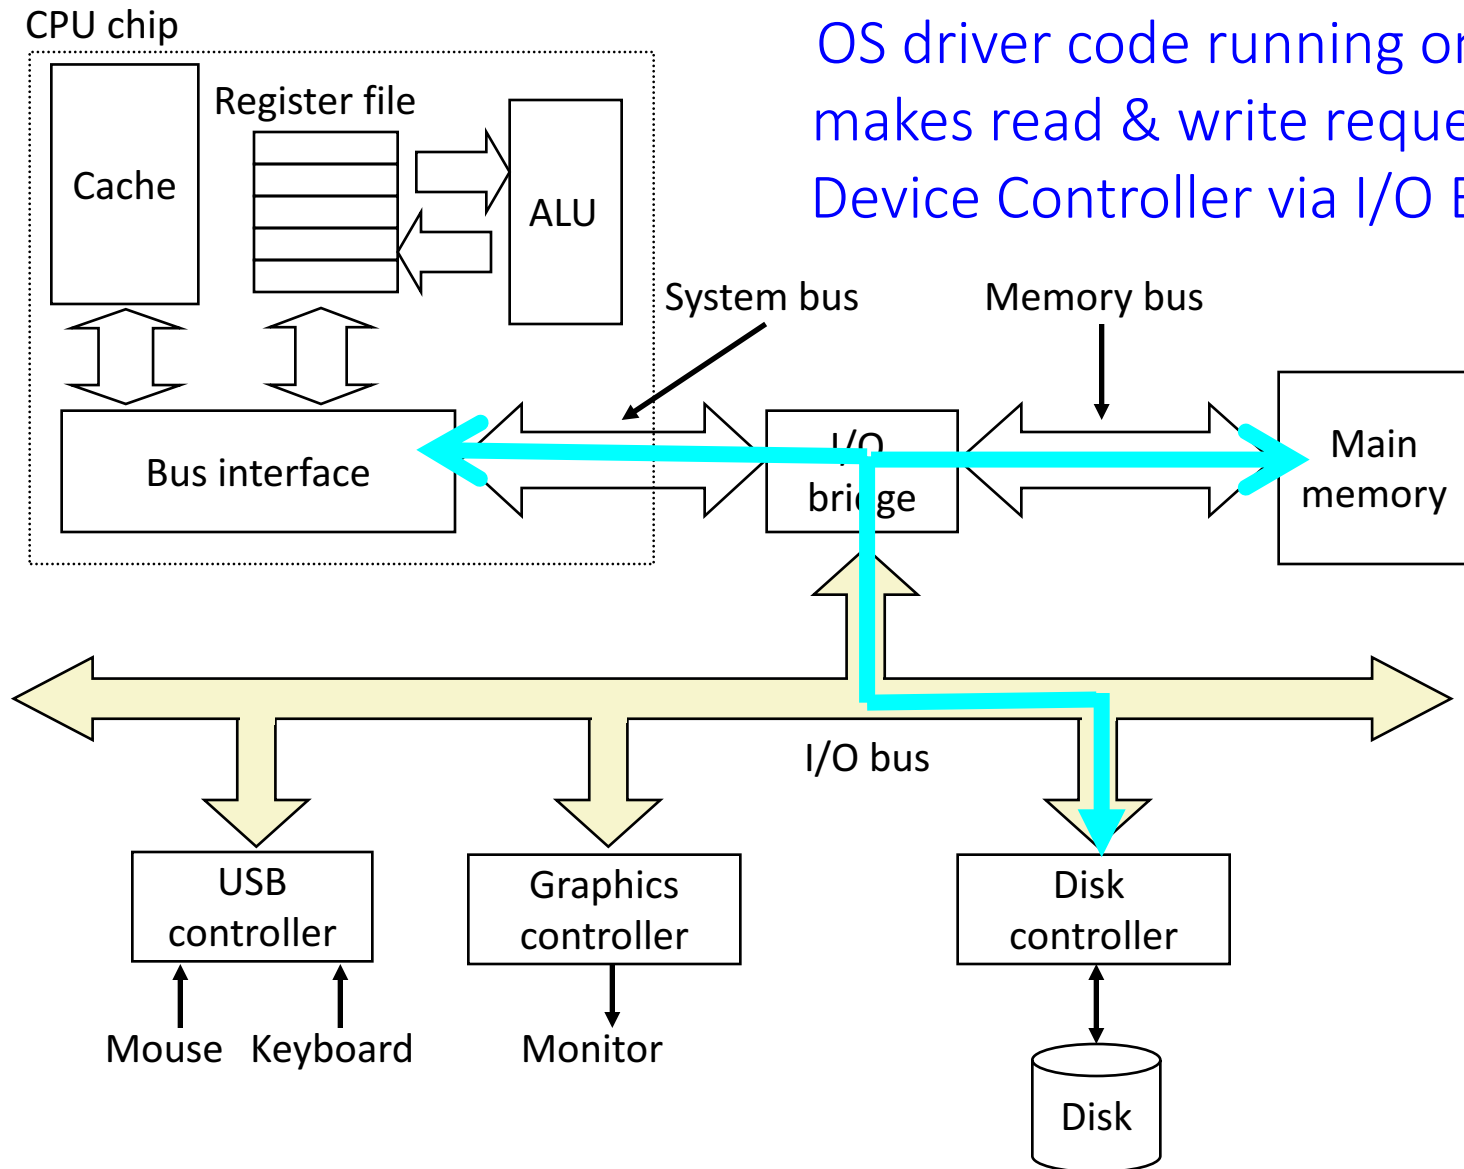 CPU chip
OS driver code running
makes read & write
Device Controller via I/O
Register file
Cache
ALU
System bus
Memory bus
Bus interface
I/O
bridge
Main
memory
I/O bus
USB
controller
Graphics
controller
Disk
controller
Mouse
Keyboard
Monitor
Disk